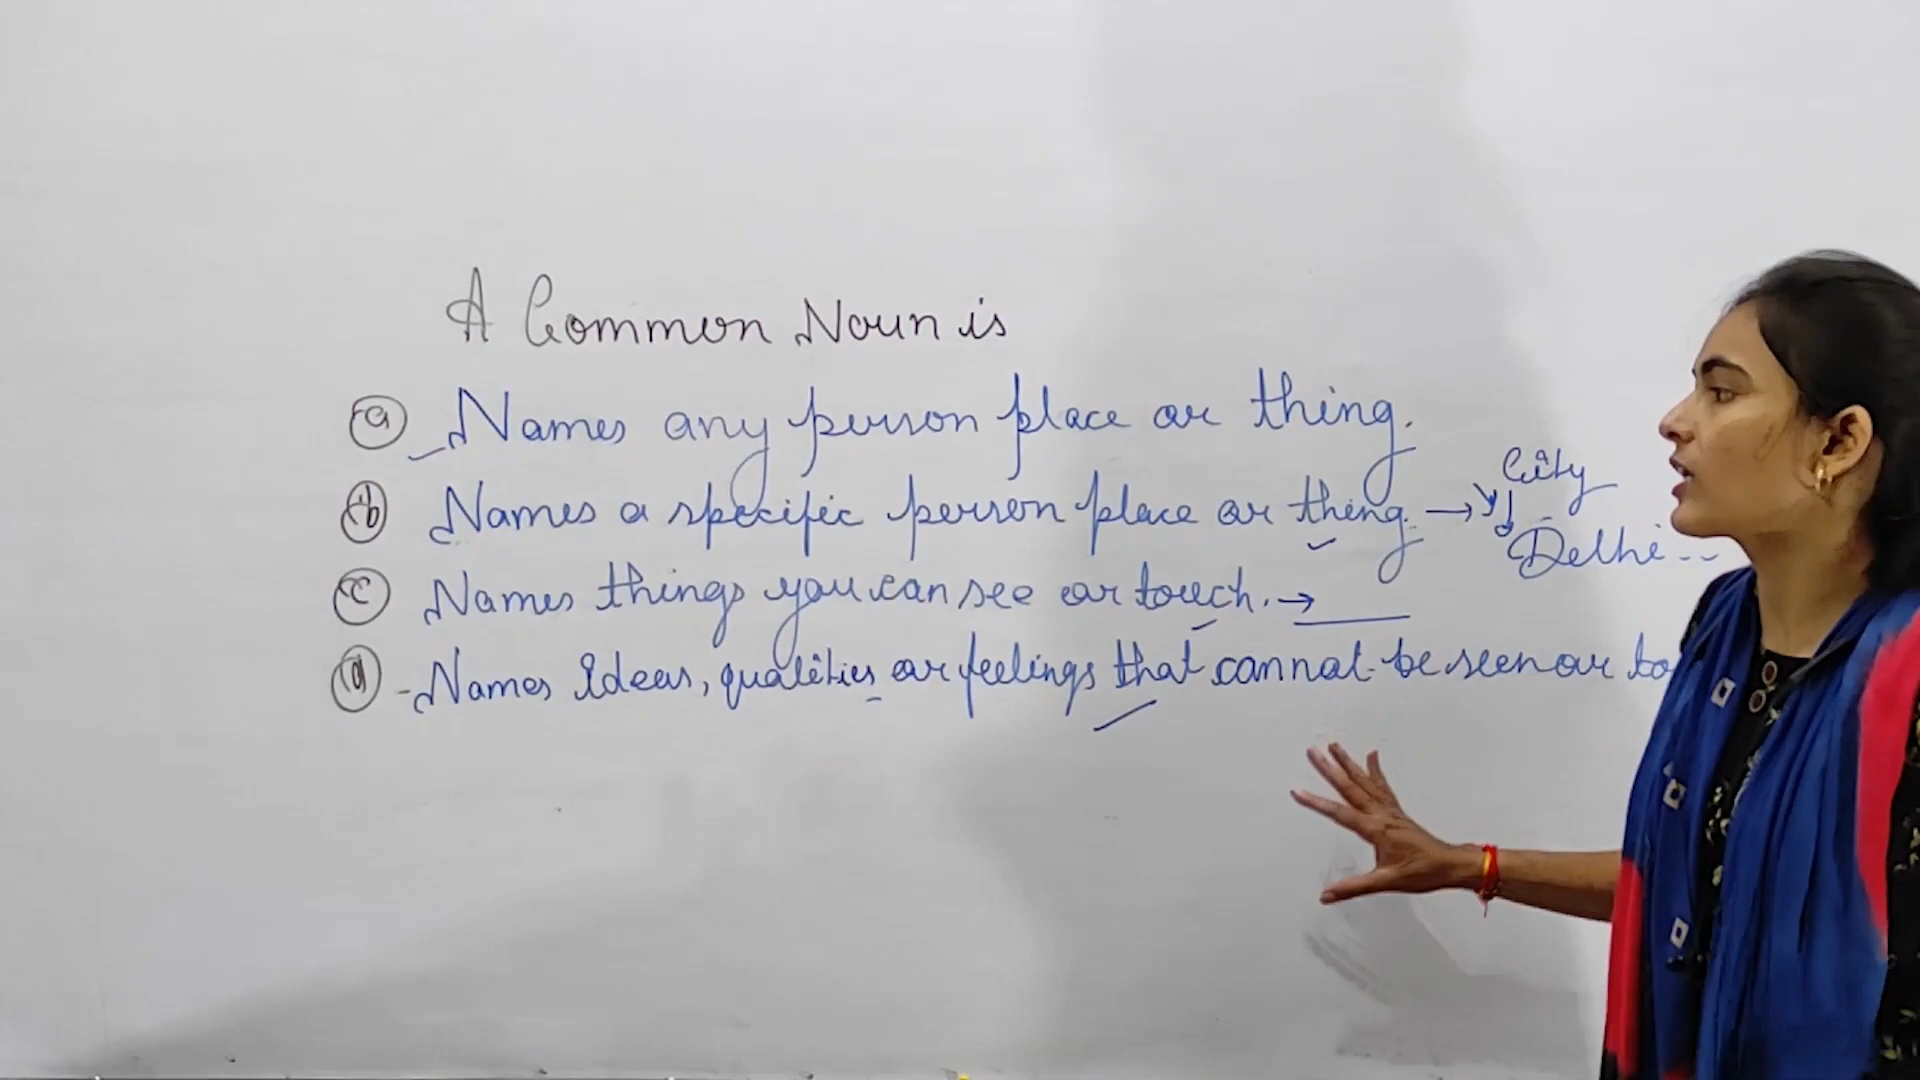 A Common Noun is
(a) Names any person place or thing.
(b) Names a specific person place or thing. → City
Delhi..
(c) Names things you can see or touch. →
(d) - Names Ideas, qualities or feelings that cannot be seen or to